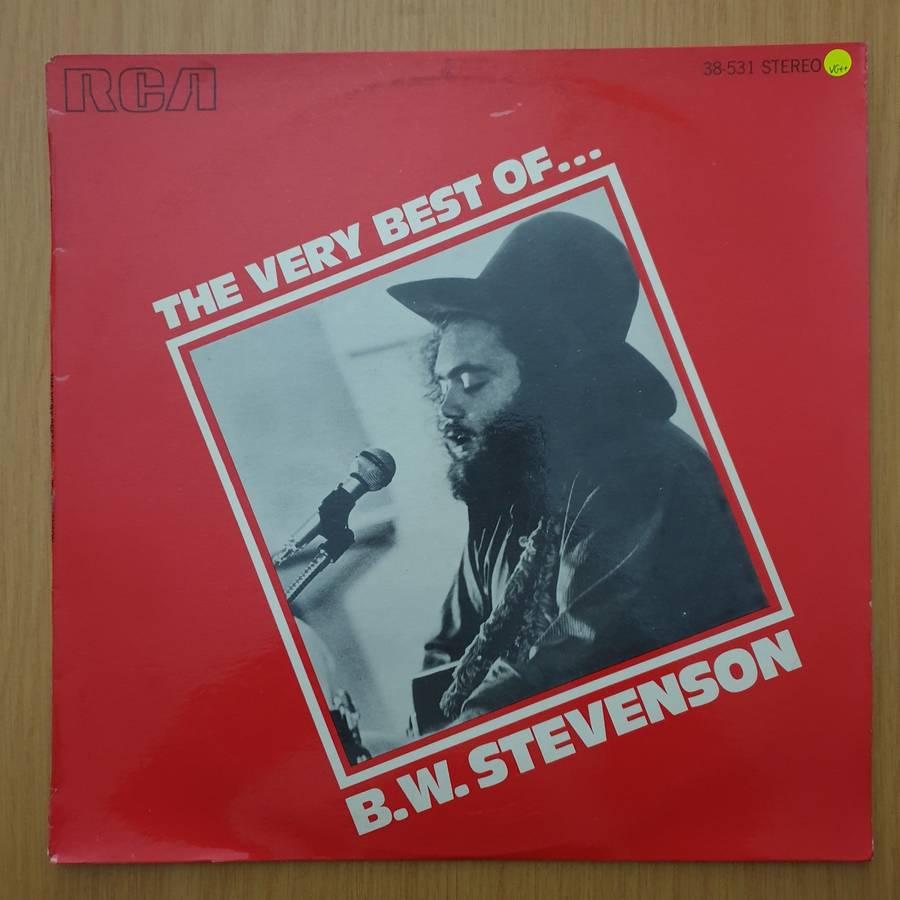 RCA
38-531 STEREO
VG++
THE VERY BEST OF...
B.W. STEVENSON